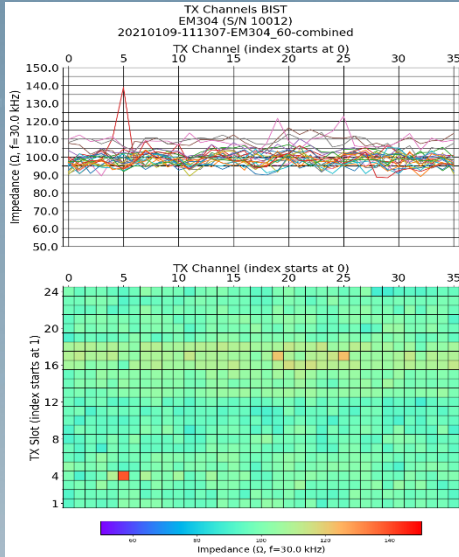 TX Channels BIST
EM304 (S/N 10012)
20210109-111307-EM304_60-combined
TX Channel (index starts at 0)
0 5 10 15 20 25 30 35
150.0
140.0
130.0
120.0
110.0
100.0
90.0
80.0
70.0
60.0
50.0
Impedance (Ω, f=30.0 kHz)
TX Channel (index starts at 0)
0 5 10 15 20 25 30 35
24
20
16
12
8
4
1
TX Slot (index starts at 1)
60 80 100 120 140
Impedance (Ω, f=30.0 kHz)